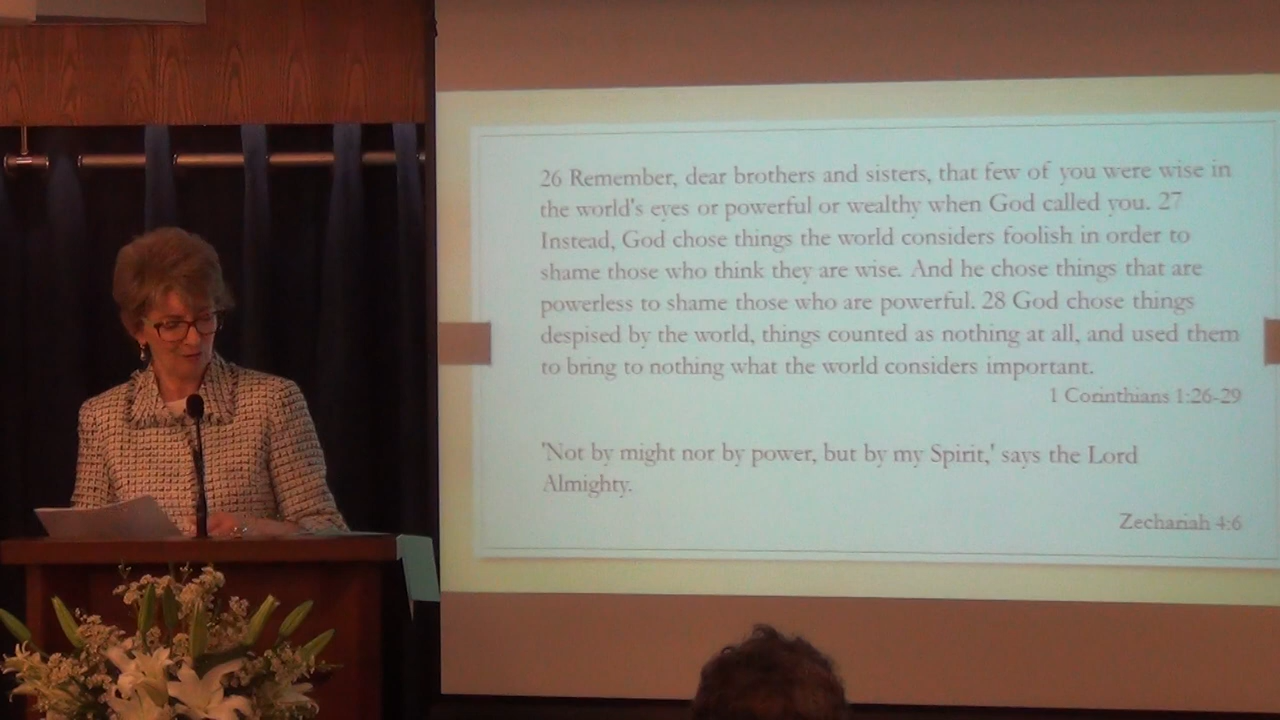 26 Remember, dear brothers and sisters, that few of you were wise in
the world's eyes or powerful or wealthy when God called you. 27
Instead, God chose things the world considers foolish in order to
shame those who think they are wise. And he chose things that are
powerless to shame those who are powerful. 28 God chose things
despised by the world, things counted as nothing at all, and used them
to bring to nothing what the world considers important.
1 Corinthians 1:26-29
'Not by might nor by power, but by my Spirit,' says the Lord
Almighty.
Zechariah 4:6